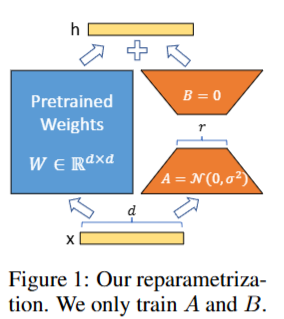 h
Pretrained
Weights
W ∈ ℝ^{d×d}
B = 0
r
A = 𝒩(0, σ²)
d
x
Figure 1: Our reparametriza-
tion. We only train A and B.